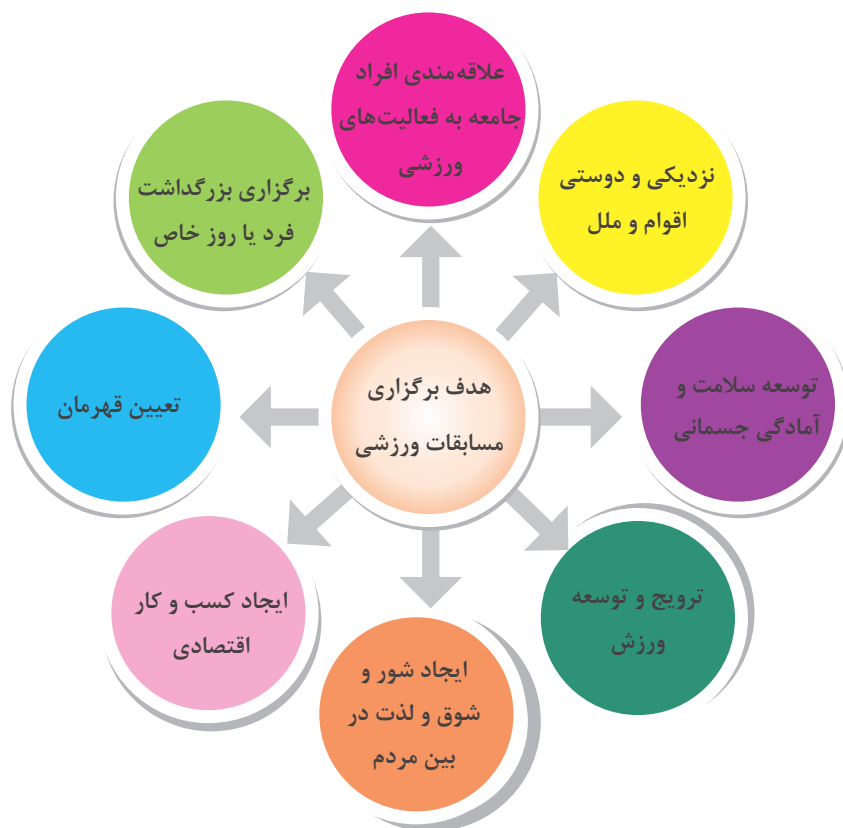 علاقه‌مندی افراد
جامعه به فعالیت‌های
ورزشی
نزدیکی و دوستی
اقوام و ملل
توسعه سلامت و
آمادگی جسمانی
ترویج و توسعه
ورزش
ایجاد شور و
شوق و لذت در
بین مردم
ایجاد کسب و کار
اقتصادی
تعیین قهرمان
برگزاری بزرگداشت
فرد یا روز خاص
هدف برگزاری
مسابقات ورزشی